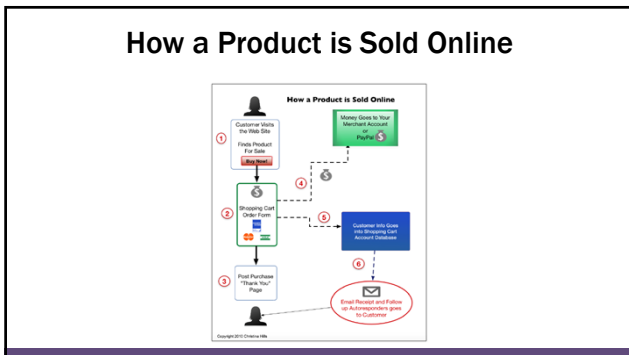 How a Product is Sold Online
How a Product is Sold Online
1
Customer Visits
the Web Site
Finds Product
For Sale
Buy Now!
Money Goes to Your
Merchant Account
or
PayPal
4
2
Shopping Cart
Order Form
5
Customer Info Goes
into Shopping Cart
Account Database
6
3
Post Purchase
"Thank You"
Page
Email Receipt and Follow
up Autoresponders goes
to Customer
Copyright 2010 Christina Hills